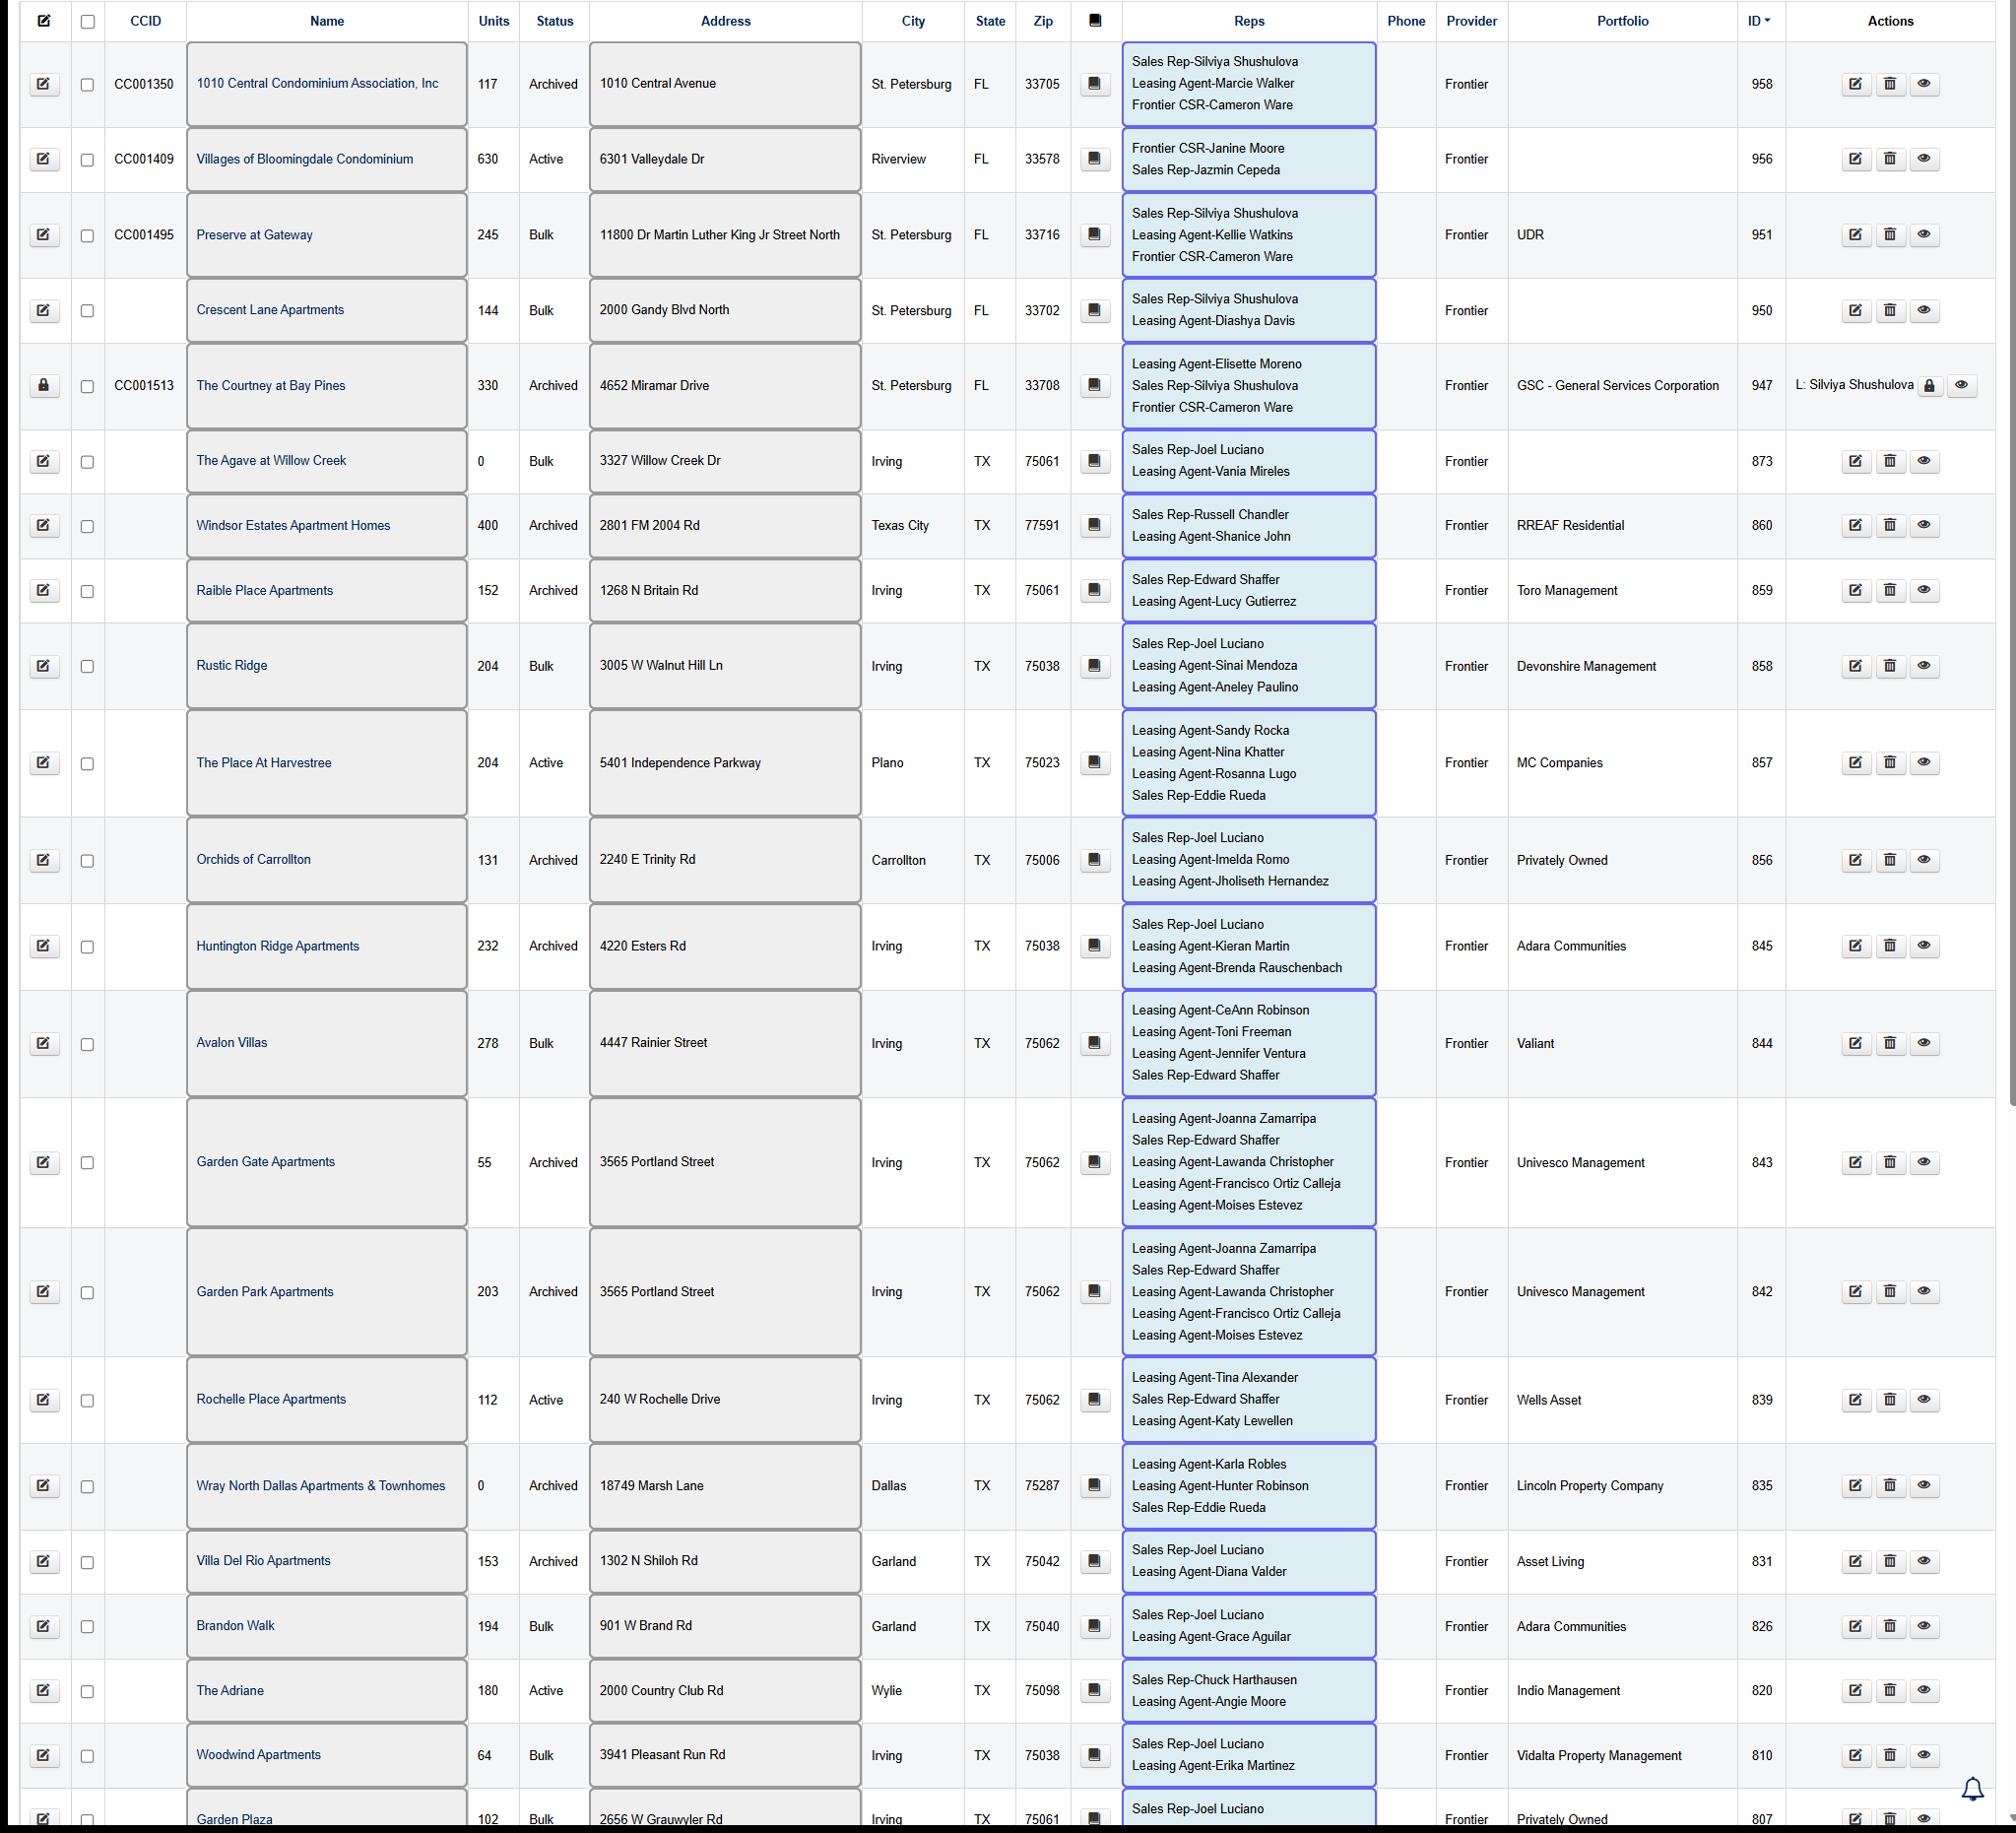 CCID Name Units Status Address City State Zip Reps Phone Provider Portfolio ID Actions
CC001350 1010 Central Condominium Association, Inc 117 Archived 1010 Central Avenue St. Petersburg FL 33705 Sales Rep-Silviya Shushulova
Leasing Agent-Marcie Walker
Frontier CSR-Cameron Ware Frontier 958
CC001409 Villages of Bloomingdale Condominium 630 Active 6301 Valleydale Dr Riverview FL 33578 Frontier CSR-Janine Moore
Sales Rep-Jazmin Cepeda Frontier 956
CC001495 Preserve at Gateway 245 Bulk 11800 Dr Martin Luther King Jr Street North St. Petersburg FL 33716 Sales Rep-Silviya Shushulova
Leasing Agent-Kellie Watkins
Frontier CSR-Cameron Ware Frontier UDR 951
Crescent Lane Apartments 144 Bulk 2000 Gandy Blvd North St. Petersburg FL 33702 Sales Rep-Silviya Shushulova
Leasing Agent-Diashya Davis Frontier 950
CC001513 The Courtney at Bay Pines 330 Archived 4652 Miramar Drive St. Petersburg FL 33708 Leasing Agent-Elisette Moreno
Sales Rep-Silviya Shushulova
Frontier CSR-Cameron Ware Frontier GSC - General Services Corporation 947 L: Silviya Shushulova
The Agave at Willow Creek 0 Bulk 3327 Willow Creek Dr Irving TX 75061 Sales Rep-Joel Luciano
Leasing Agent-Vania Mireles Frontier 873
Windsor Estates Apartment Homes 400 Archived 2801 FM 2004 Rd Texas City TX 77591 Sales Rep-Russell Chandler
Leasing Agent-Shanice John Frontier RREAF Residential 860
Raible Place Apartments 152 Archived 1268 N Britain Rd Irving TX 75061 Sales Rep-Edward Shaffer
Leasing Agent-Lucy Gutierrez Frontier Toro Management 859
Rustic Ridge 204 Bulk 3005 W Walnut Hill Ln Irving TX 75038 Sales Rep-Joel Luciano
Leasing Agent-Sinai Mendoza
Leasing Agent-Aneley Paulino Frontier Devonshire Management 858
The Place At Harvestree 204 Active 5401 Independence Parkway Plano TX 75023 Leasing Agent-Sandy Rocka
Leasing Agent-Nina Khatter
Leasing Agent-Rosanna Lugo
Sales Rep-Eddie Rueda Frontier MC Companies 857
Orchids of Carrollton 131 Archived 2240 E Trinity Rd Carrollton TX 75006 Sales Rep-Joel Luciano
Leasing Agent-Imelda Romo
Leasing Agent-Jholiseth Hernandez Frontier Privately Owned 856
Huntington Ridge Apartments 232 Archived 4220 Esters Rd Irving TX 75038 Sales Rep-Joel Luciano
Leasing Agent-Kieran Martin
Leasing Agent-Brenda Rauschenbach Frontier Adara Communities 845
Avalon Villas 278 Bulk 4447 Rainier Street Irving TX 75062 Leasing Agent-CeAnn Robinson
Leasing Agent-Toni Freeman
Leasing Agent-Jennifer Ventura
Sales Rep-Edward Shaffer Frontier Valiant 844
Garden Gate Apartments 55 Archived 3565 Portland Street Irving TX 75062 Leasing Agent-Joanna Zamarripa
Sales Rep-Edward Shaffer
Leasing Agent-Lawanda Christopher
Leasing Agent-Francisco Ortiz Calleja
Leasing Agent-Moises Estevez Frontier Univesco Management 843
Garden Park Apartments 203 Archived 3565 Portland Street Irving TX 75062 Leasing Agent-Joanna Zamarripa
Sales Rep-Edward Shaffer
Leasing Agent-Lawanda Christopher
Leasing Agent-Francisco Ortiz Calleja
Leasing Agent-Moises Estevez Frontier Univesco Management 842
Rochelle Place Apartments 112 Active 240 W Rochelle Drive Irving TX 75062 Leasing Agent-Tina Alexander
Sales Rep-Edward Shaffer
Leasing Agent-Katy Lewellen Frontier Wells Asset 839
Wray North Dallas Apartments & Townhomes 0 Archived 18749 Marsh Lane Dallas TX 75287 Leasing Agent-Karla Robles
Leasing Agent-Hunter Robinson
Sales Rep-Eddie Rueda Frontier Lincoln Property Company 835
Villa Del Rio Apartments 153 Archived 1302 N Shiloh Rd Garland TX 75042 Sales Rep-Joel Luciano
Leasing Agent-Diana Valder Frontier Asset Living 831
Brandon Walk 194 Bulk 901 W Brand Rd Garland TX 75040 Sales Rep-Joel Luciano
Leasing Agent-Grace Aguilar Frontier Adara Communities 826
The Adriane 180 Active 2000 Country Club Rd Wylie TX 75098 Sales Rep-Chuck Harthausen
Leasing Agent-Angie Moore Frontier Indio Management 820
Woodwind Apartments 64 Bulk 3941 Pleasant Run Rd Irving TX 75038 Sales Rep-Joel Luciano
Leasing Agent-Erika Martinez Frontier Vidalta Property Management 810
Garden Plaza 102 Bulk 2656 W Grauwyler Rd Irving TX 75061 Sales Rep-Joel Luciano Frontier Privately Owned 807